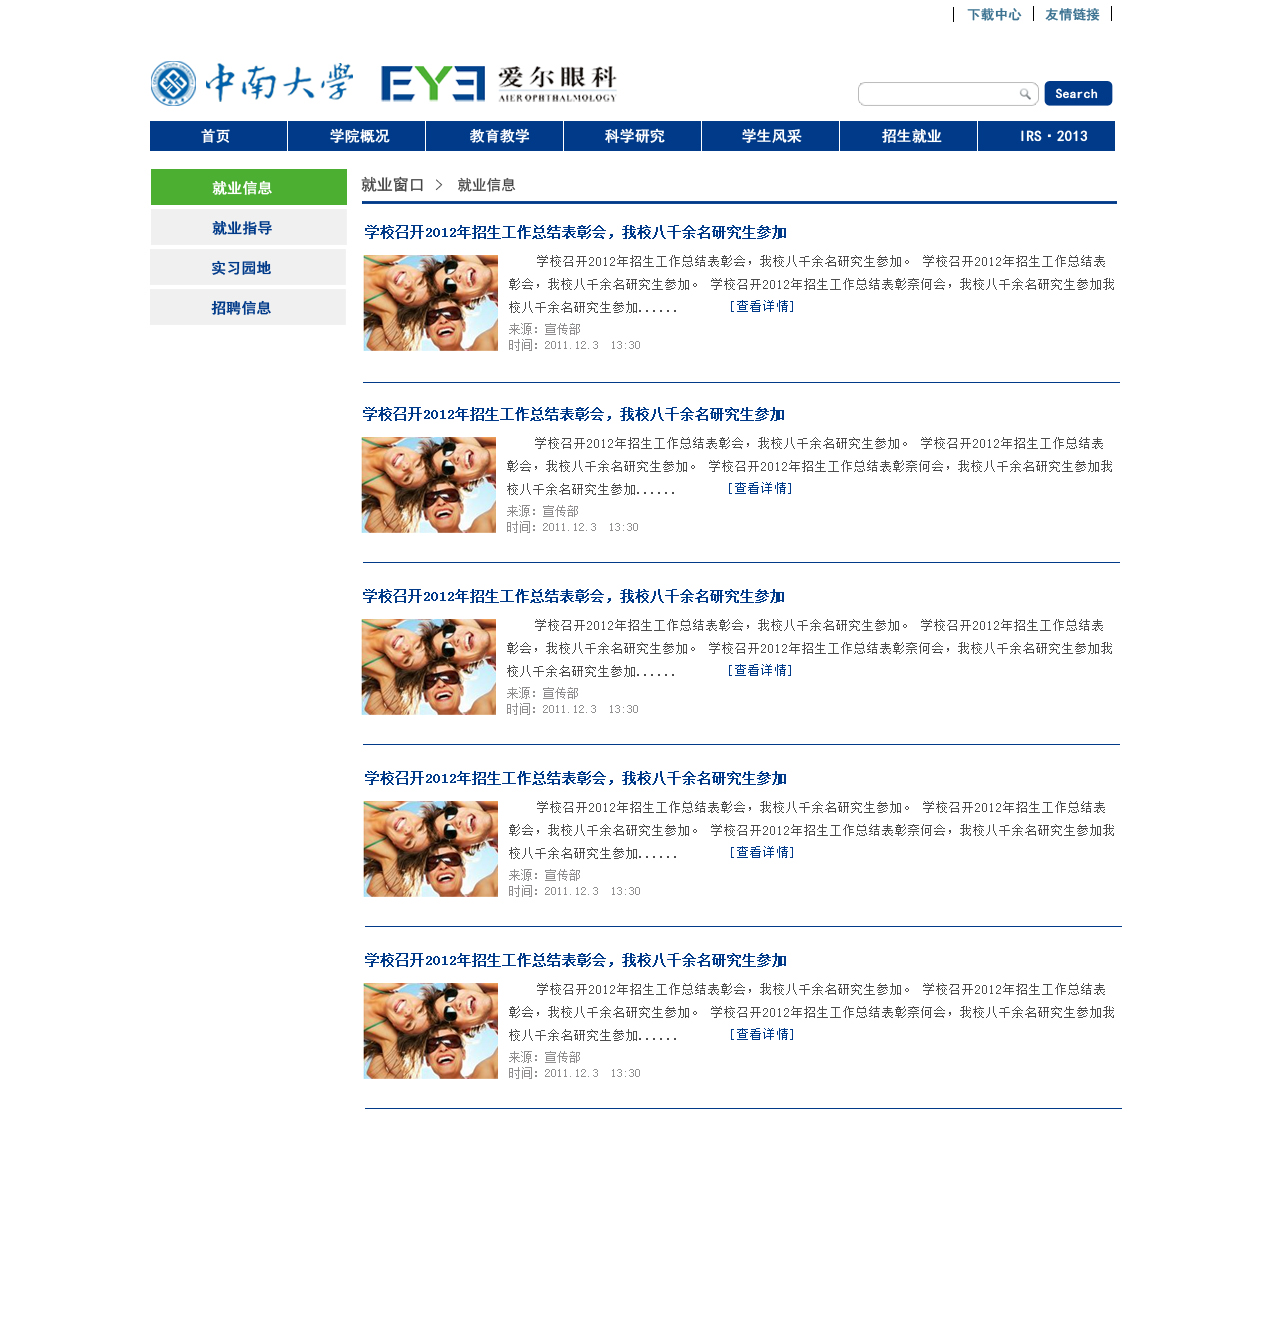 下载中心 友情链接
中南大学 EYE 爱尔眼科
AIER OPHTHALMOLOGY
Search
首页 学院概况 教育教学 科学研究 学生风采 招生就业 IRS·2013
就业信息
就业指导
实习园地
招聘信息
就业窗口 > 就业信息
学校召开2012年招生工作总结表彰会，我校八千余名研究生参加
学校召开2012年招生工作总结表彰会，我校八千余名研究生参加。 学校召开2012年招生工作总结表
彰会，我校八千余名研究生参加。 学校召开2012年招生工作总结表彰奈何会，我校八千余名研究生参加我
校八千余名研究生参加...... [查看详情]
来源：宣传部
时间：2011.12.3 13:30
学校召开2012年招生工作总结表彰会，我校八千余名研究生参加
学校召开2012年招生工作总结表彰会，我校八千余名研究生参加。 学校召开2012年招生工作总结表
彰会，我校八千余名研究生参加。 学校召开2012年招生工作总结表彰奈何会，我校八千余名研究生参加我
校八千余名研究生参加...... [查看详情]
来源：宣传部
时间：2011.12.3 13:30
学校召开2012年招生工作总结表彰会，我校八千余名研究生参加
学校召开2012年招生工作总结表彰会，我校八千余名研究生参加。 学校召开2012年招生工作总结表
彰会，我校八千余名研究生参加。 学校召开2012年招生工作总结表彰奈何会，我校八千余名研究生参加我
校八千余名研究生参加...... [查看详情]
来源：宣传部
时间：2011.12.3 13:30
学校召开2012年招生工作总结表彰会，我校八千余名研究生参加
学校召开2012年招生工作总结表彰会，我校八千余名研究生参加。 学校召开2012年招生工作总结表
彰会，我校八千余名研究生参加。 学校召开2012年招生工作总结表彰奈何会，我校八千余名研究生参加我
校八千余名研究生参加...... [查看详情]
来源：宣传部
时间：2011.12.3 13:30
学校召开2012年招生工作总结表彰会，我校八千余名研究生参加
学校召开2012年招生工作总结表彰会，我校八千余名研究生参加。 学校召开2012年招生工作总结表
彰会，我校八千余名研究生参加。 学校召开2012年招生工作总结表彰奈何会，我校八千余名研究生参加我
校八千余名研究生参加...... [查看详情]
来源：宣传部
时间：2011.12.3 13:30